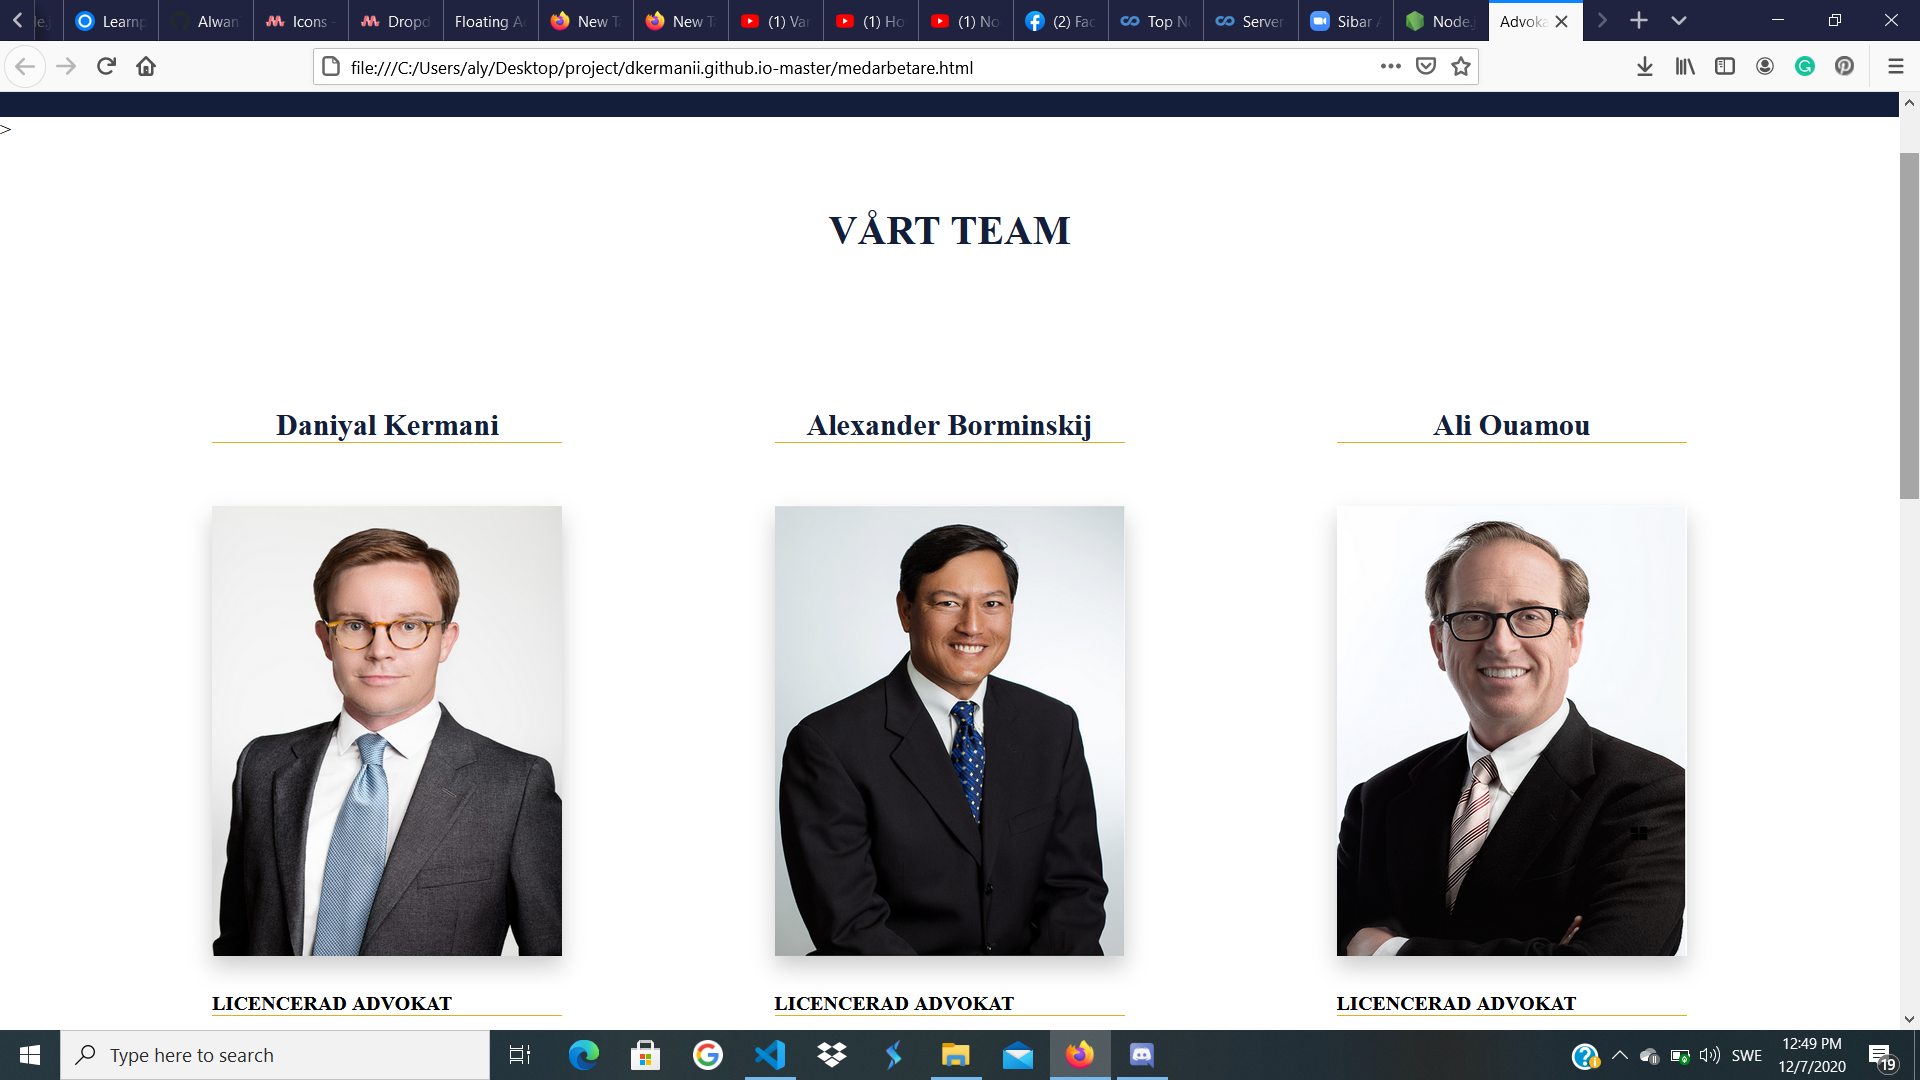 Learnp
Alwan
Icons -
Dropd
Floating Ac
New T
New T
(1) Var
(1) Ho
(1) No
(2) Fac
Top N
Server
Sibar A
Node.j
Advoka
file:///C:/Users/aly/Desktop/project/dkermanii.github.io-master/medarbetare.html
>
VÅRT TEAM
Daniyal Kermani
Alexander Borminskij
Ali Ouamou
LICENCERAD ADVOKAT
LICENCERAD ADVOKAT
LICENCERAD ADVOKAT
Type here to search
SWE
12:49 PM
12/7/2020
19